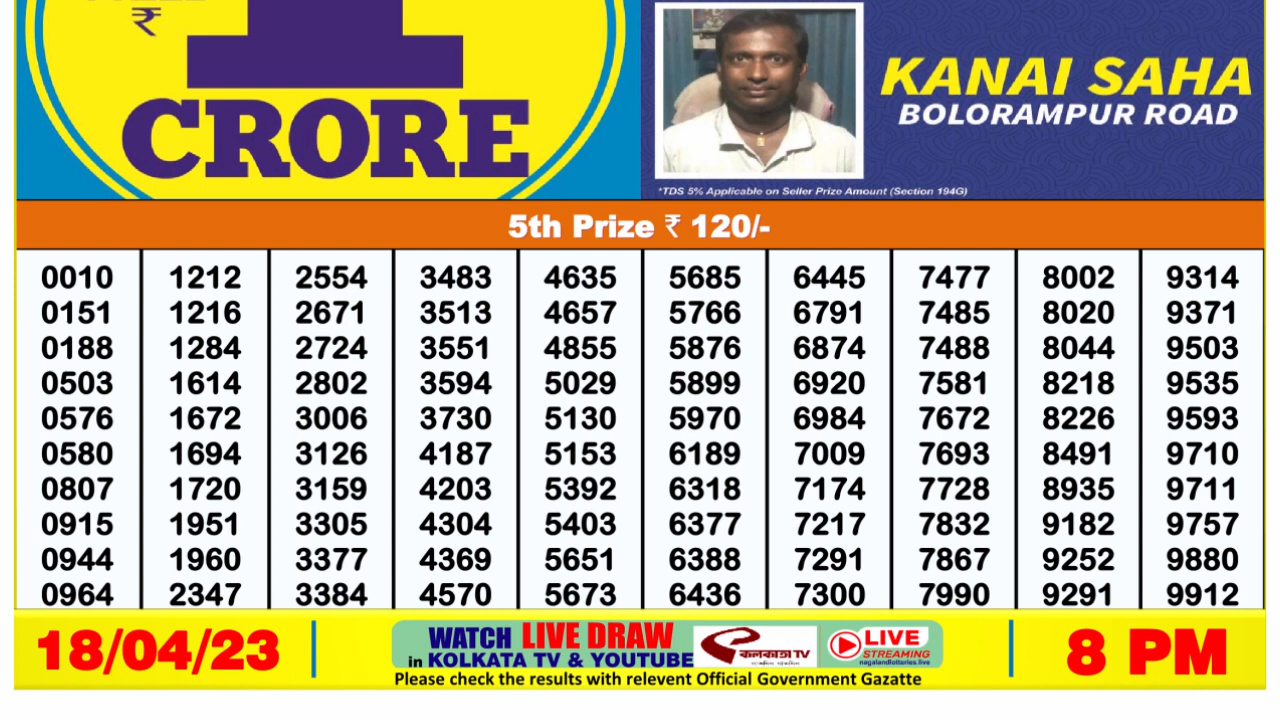 ₹
1
CRORE
KANAI SAHA
BOLORAMPUR ROAD
*TDS 5% Applicable on Seller Prize Amount (Section 194G)
5th Prize ₹ 120/-
0010 1212 2554 3483 4635 5685 6445 7477 8002 9314
0151 1216 2671 3513 4657 5766 6791 7485 8020 9371
0188 1284 2724 3551 4855 5876 6874 7488 8044 9503
0503 1614 2802 3594 5029 5899 6920 7581 8218 9535
0576 1672 3006 3730 5130 5970 6984 7672 8226 9593
0580 1694 3126 4187 5153 6189 7009 7693 8491 9710
0807 1720 3159 4203 5392 6318 7174 7728 8935 9711
0915 1951 3305 4304 5403 6377 7217 7832 9182 9757
0944 1960 3377 4369 5651 6388 7291 7867 9252 9880
0964 2347 3384 4570 5673 6436 7300 7990 9291 9912
18/04/23
WATCH LIVE DRAW
in KOLKATA TV & YOUTUBE
কলকাতা TV
LIVE
STREAMING
nagalandlotteries.live
8 PM
Please check the results with relevent Official Government Gazatte